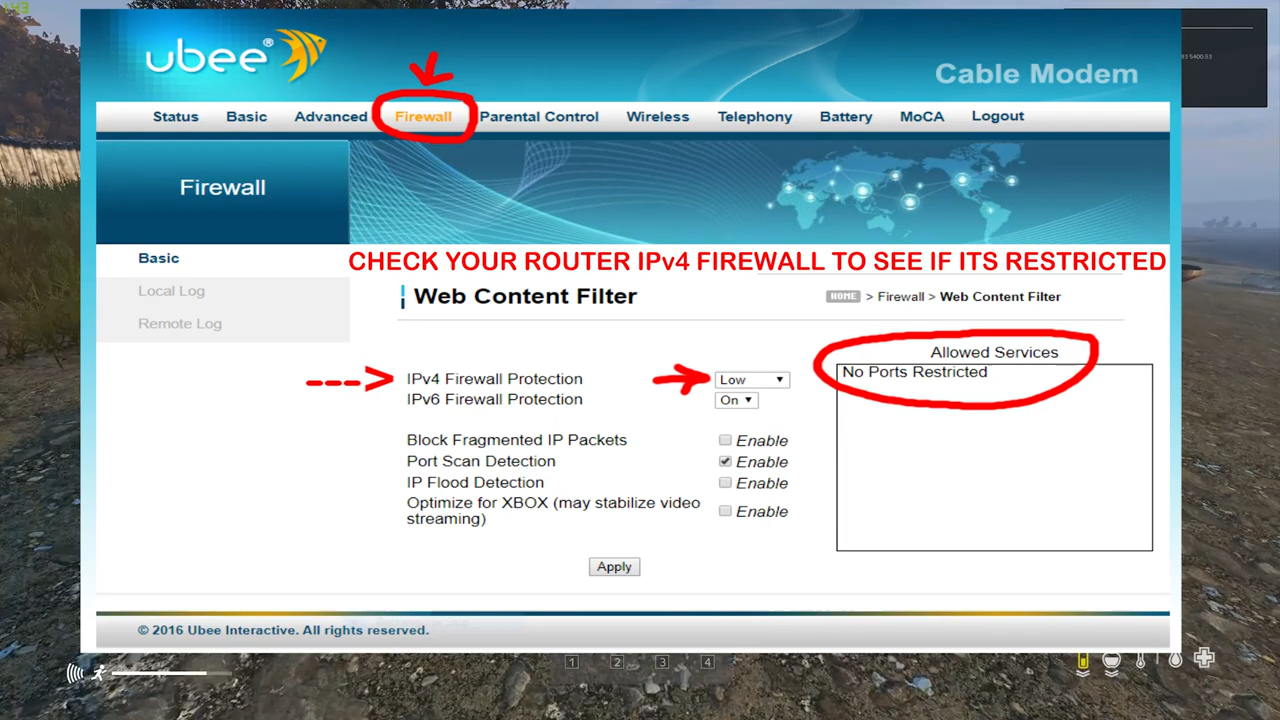 ubee®
Cable Modem
Status Basic Advanced Firewall Parental Control Wireless Telephony Battery MoCA Logout
Firewall
Basic
Local Log
Remote Log
CHECK YOUR ROUTER IPv4 FIREWALL TO SEE IF ITS RESTRICTED
Web Content Filter
HOME > Firewall > Web Content Filter
Allowed Services
No Ports Restricted
IPv4 Firewall Protection Low
IPv6 Firewall Protection On
Block Fragmented IP Packets Enable
Port Scan Detection Enable
IP Flood Detection Enable
Optimize for XBOX (may stabilize video
streaming) Enable
Apply
© 2016 Ubee Interactive. All rights reserved.
1 2 3 4